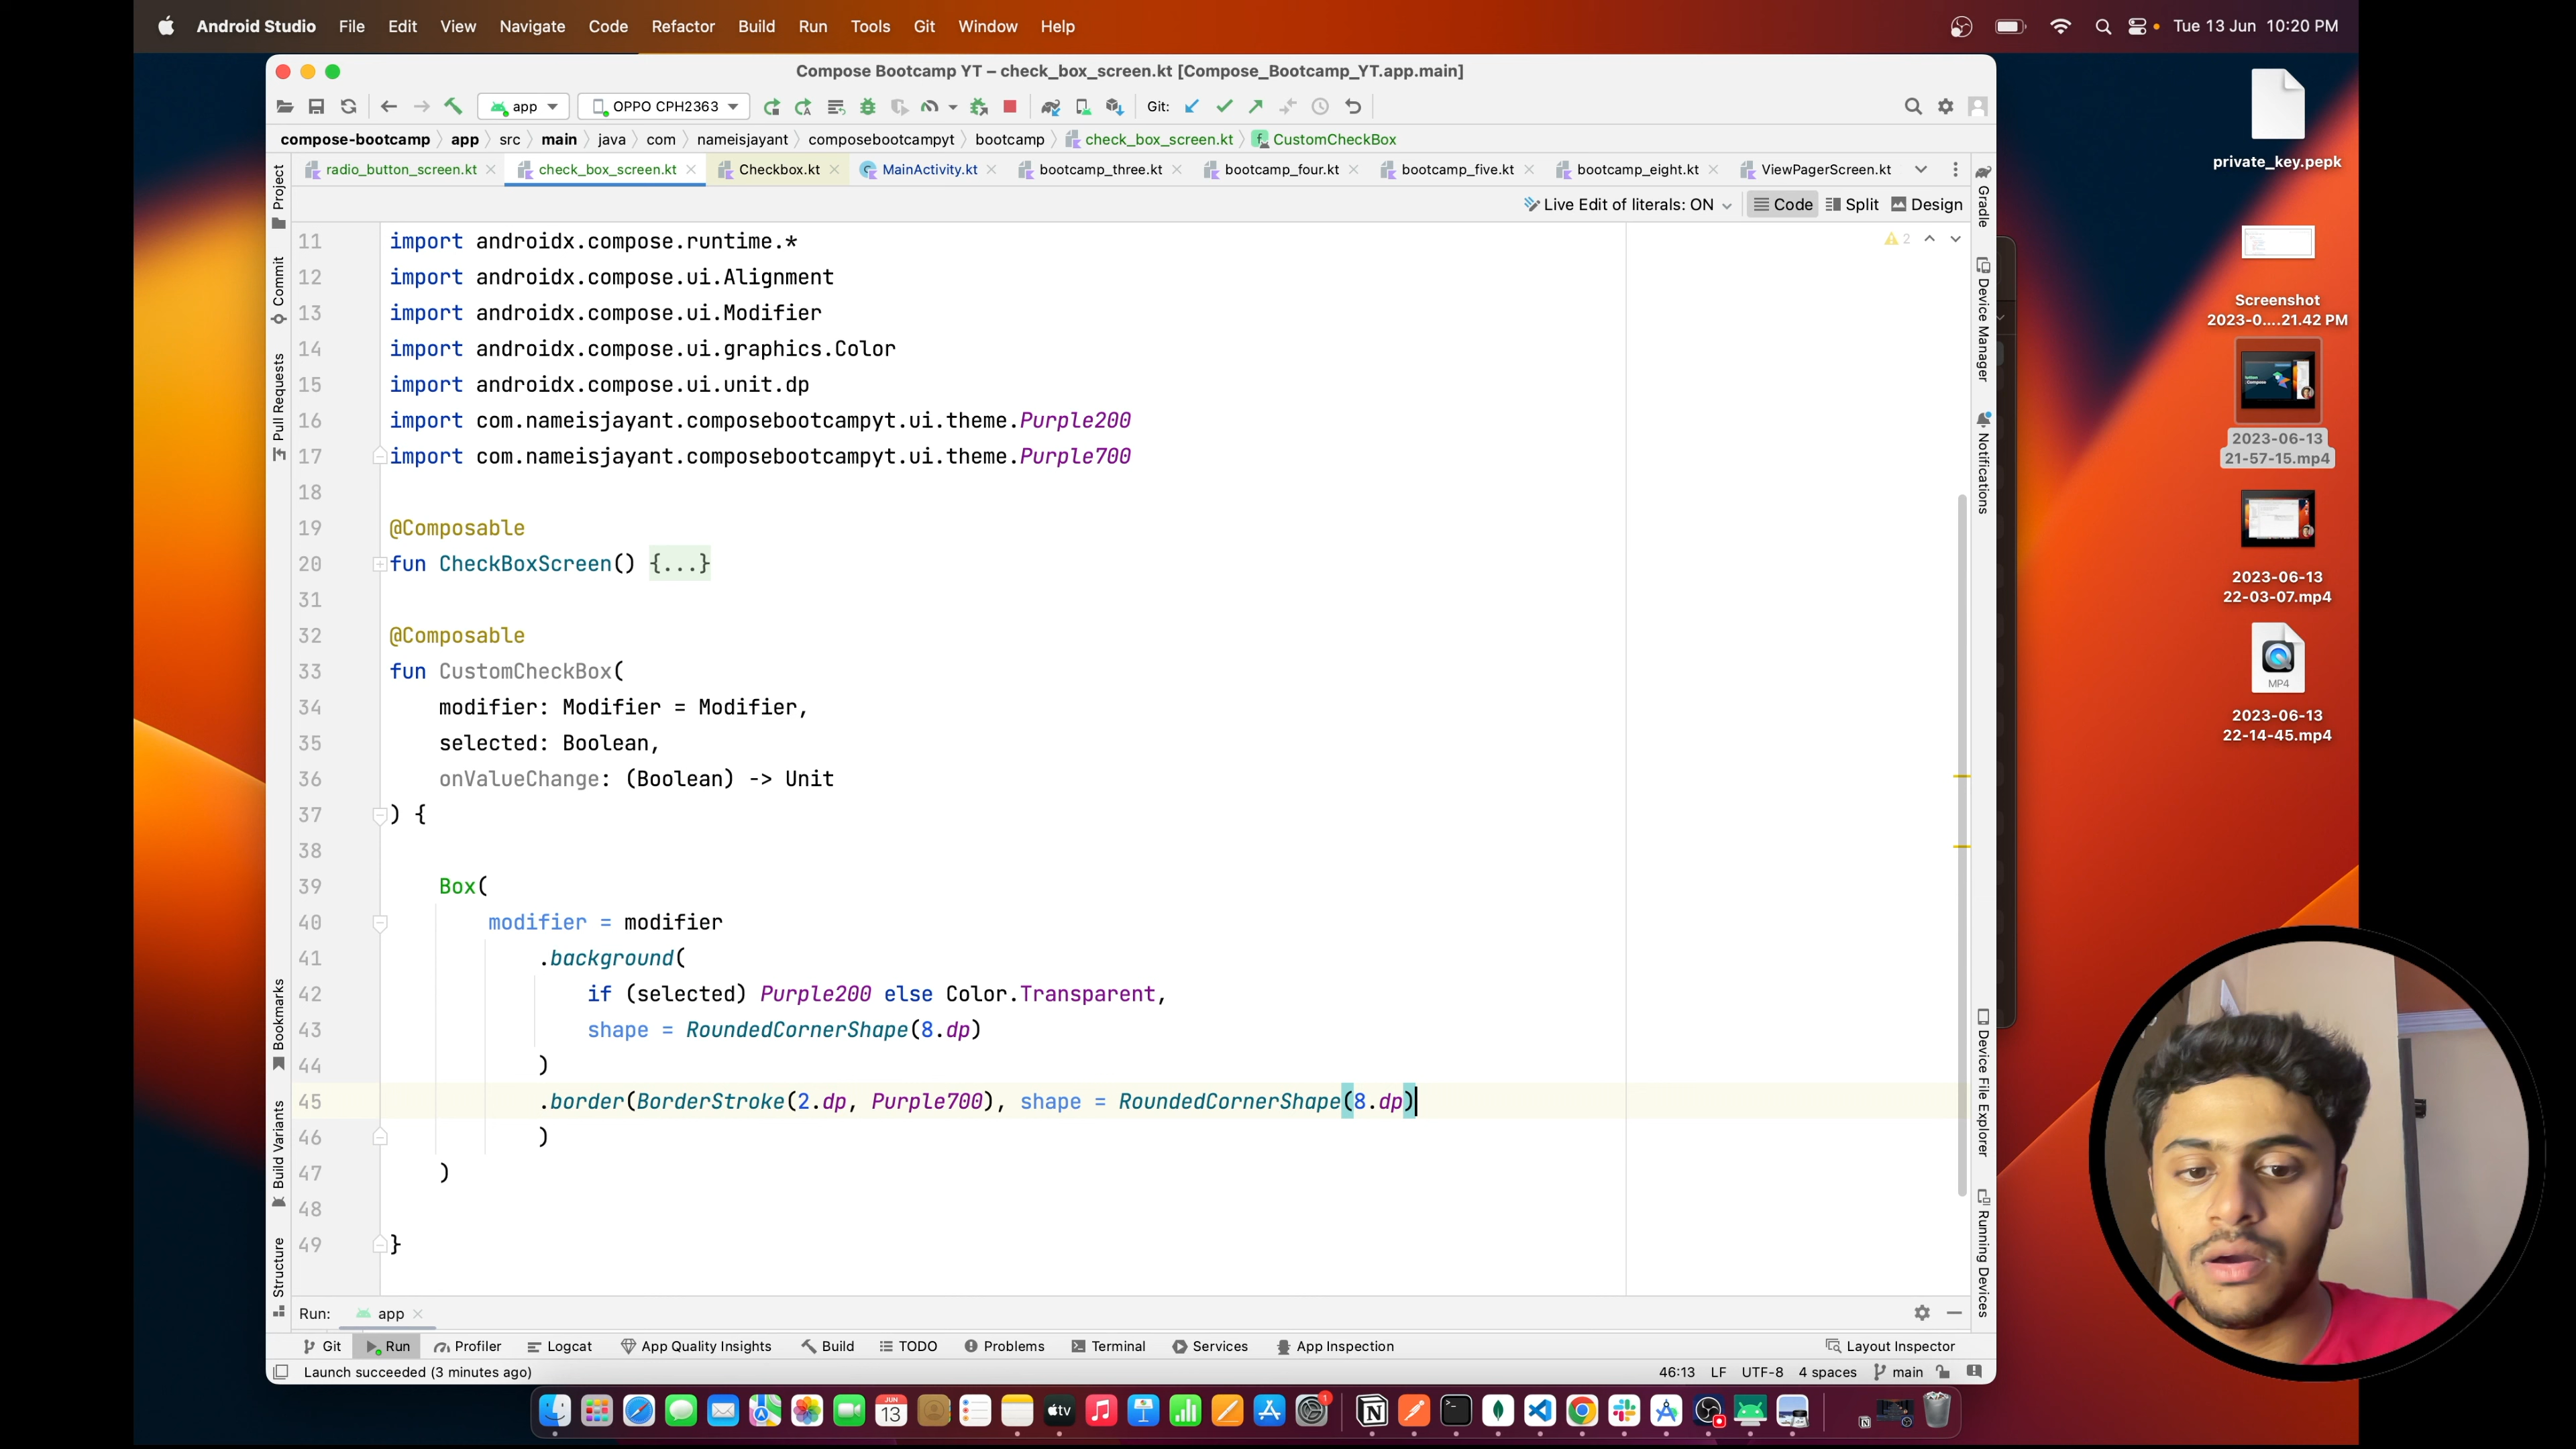 Android Studio File Edit View Navigate Code Refactor Build Run Tools Git Window Help
Tue 13 Jun 10:20 PM
Compose Bootcamp YT – check_box_screen.kt [Compose_Bootcamp_YT.app.main]
app OPPO CPH2363 Git:
compose-bootcamp app src main java com nameisjayant composebootcampyt bootcamp check_box_screen.kt CustomCheckBox
radio_button_screen.kt check_box_screen.kt Checkbox.kt MainActivity.kt bootcamp_three.kt bootcamp_four.kt bootcamp_five.kt bootcamp_eight.kt ViewPagerScreen.kt
Live Edit of literals: ON Code Split Design
2
11 import androidx.compose.runtime.*
12 import androidx.compose.ui.Alignment
13 import androidx.compose.ui.Modifier
14 import androidx.compose.ui.graphics.Color
15 import androidx.compose.ui.unit.dp
16 import com.nameisjayant.composebootcampyt.ui.theme.Purple200
17 import com.nameisjayant.composebootcampyt.ui.theme.Purple700
18
19 @Composable
20 fun CheckBoxScreen() {...}
31
32 @Composable
33 fun CustomCheckBox(
34 modifier: Modifier = Modifier,
35 selected: Boolean,
36 onValueChange: (Boolean) -> Unit
37 ) {
38
39 Box(
40 modifier = modifier
41 .background(
42 if (selected) Purple200 else Color.Transparent,
43 shape = RoundedCornerShape(8.dp)
44 )
45 .border(BorderStroke(2.dp, Purple700), shape = RoundedCornerShape(8.dp)
46 )
47 )
48
49 }
Project
Commit
Pull Requests
Bookmarks
Build Variants
Structure
Gradle
Device Manager
Notifications
Device File Explorer
Running Devices
Run: app
Git Run Profiler Logcat App Quality Insights Build TODO Problems Terminal Services App Inspection Layout Inspector
Launch succeeded (3 minutes ago) 46:13 LF UTF-8 4 spaces main
private_key.pepk
Screenshot
2023-0....21.42 PM
2023-06-13
21-57-15.mp4
2023-06-13
22-03-07.mp4
MP4
2023-06-13
22-14-45.mp4
JUN
13
tv
1